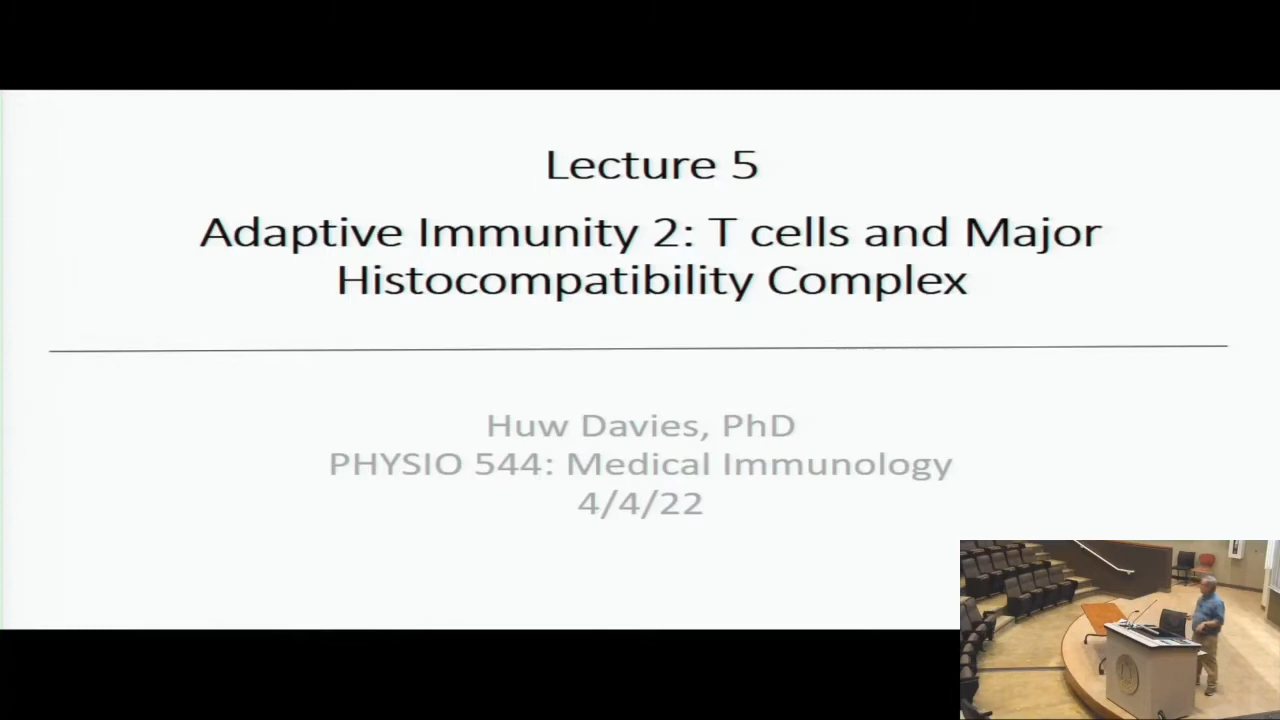 Lecture 5
Adaptive Immunity 2: T cells and Major
Histocompatibility Complex
Huw Davies, PhD
PHYSIO 544: Medical Immunology
4/4/22